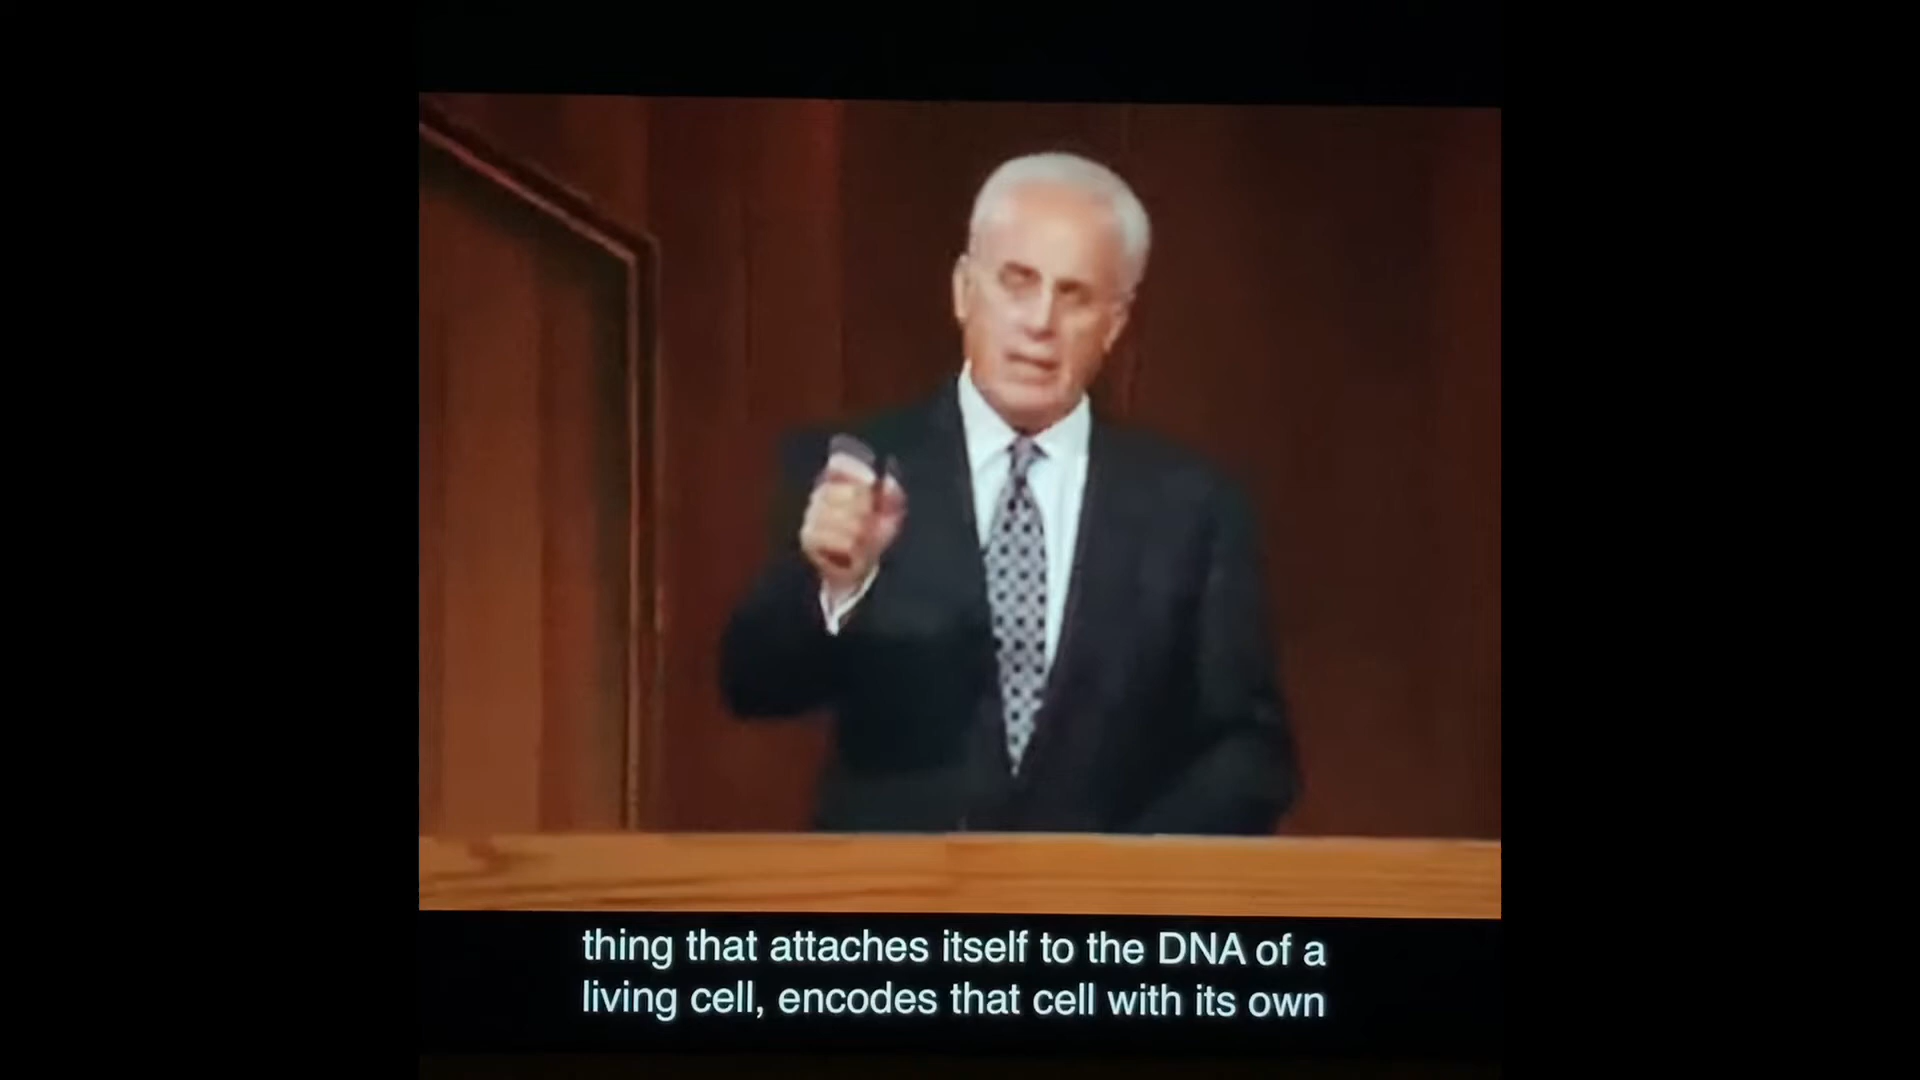 thing that attaches itself to the DNA of a
living cell, encodes that cell with its own